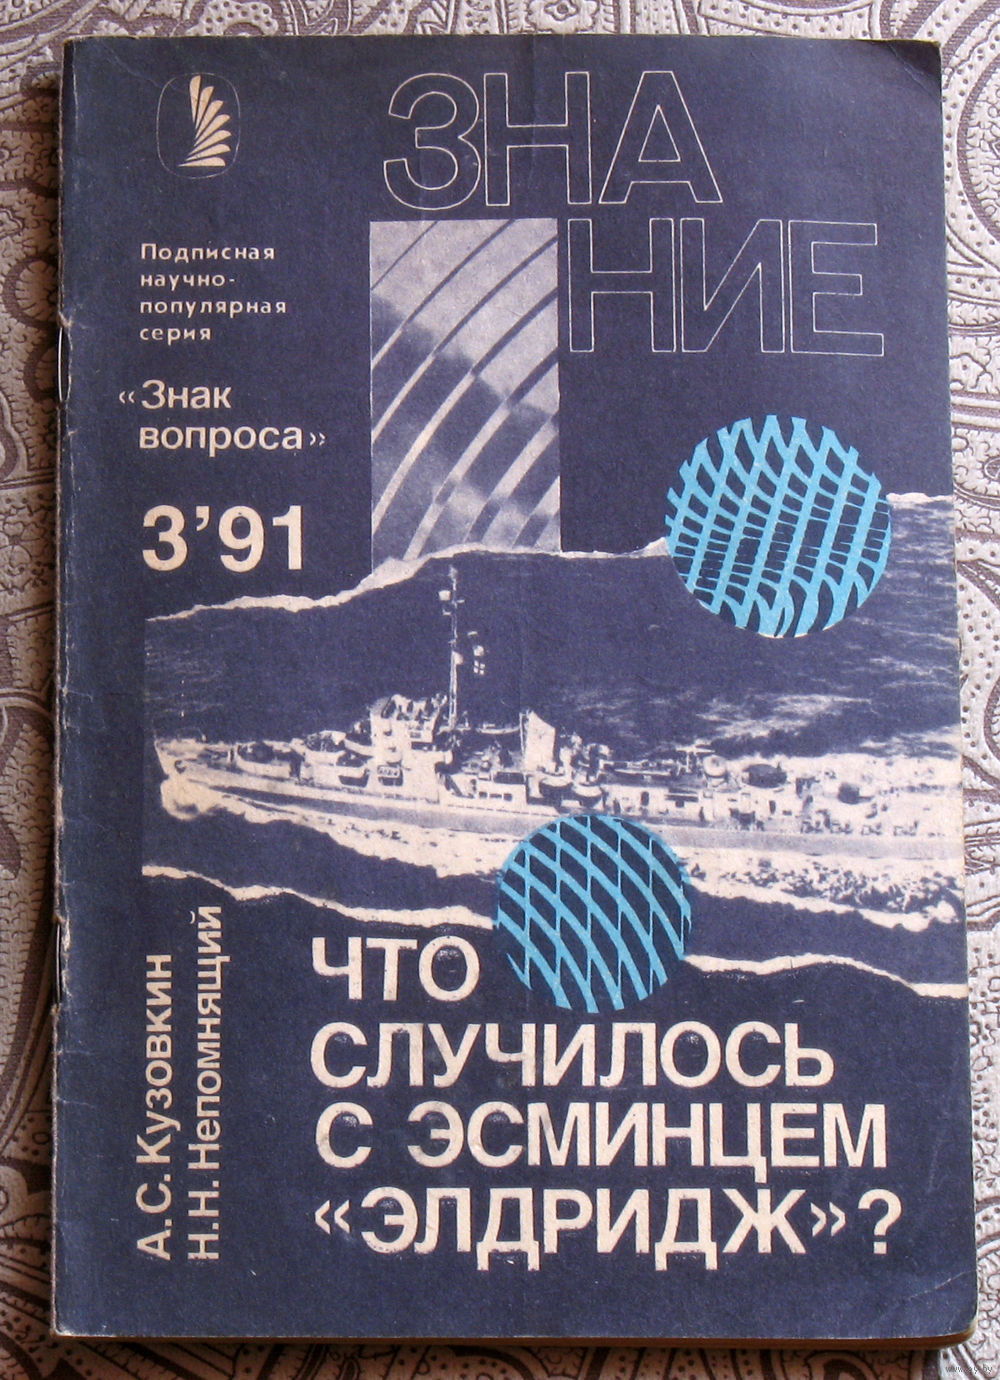 ЗНА
НИЕ
Подписная
научно-
популярная
серия
«Знак
вопроса»
3’91
А.С.Кузовкин
Н.Н.Непомнящий
ЧТО
СЛУЧИЛОСЬ
С ЭСМИНЦЕМ
«ЭЛДРИДЖ»?